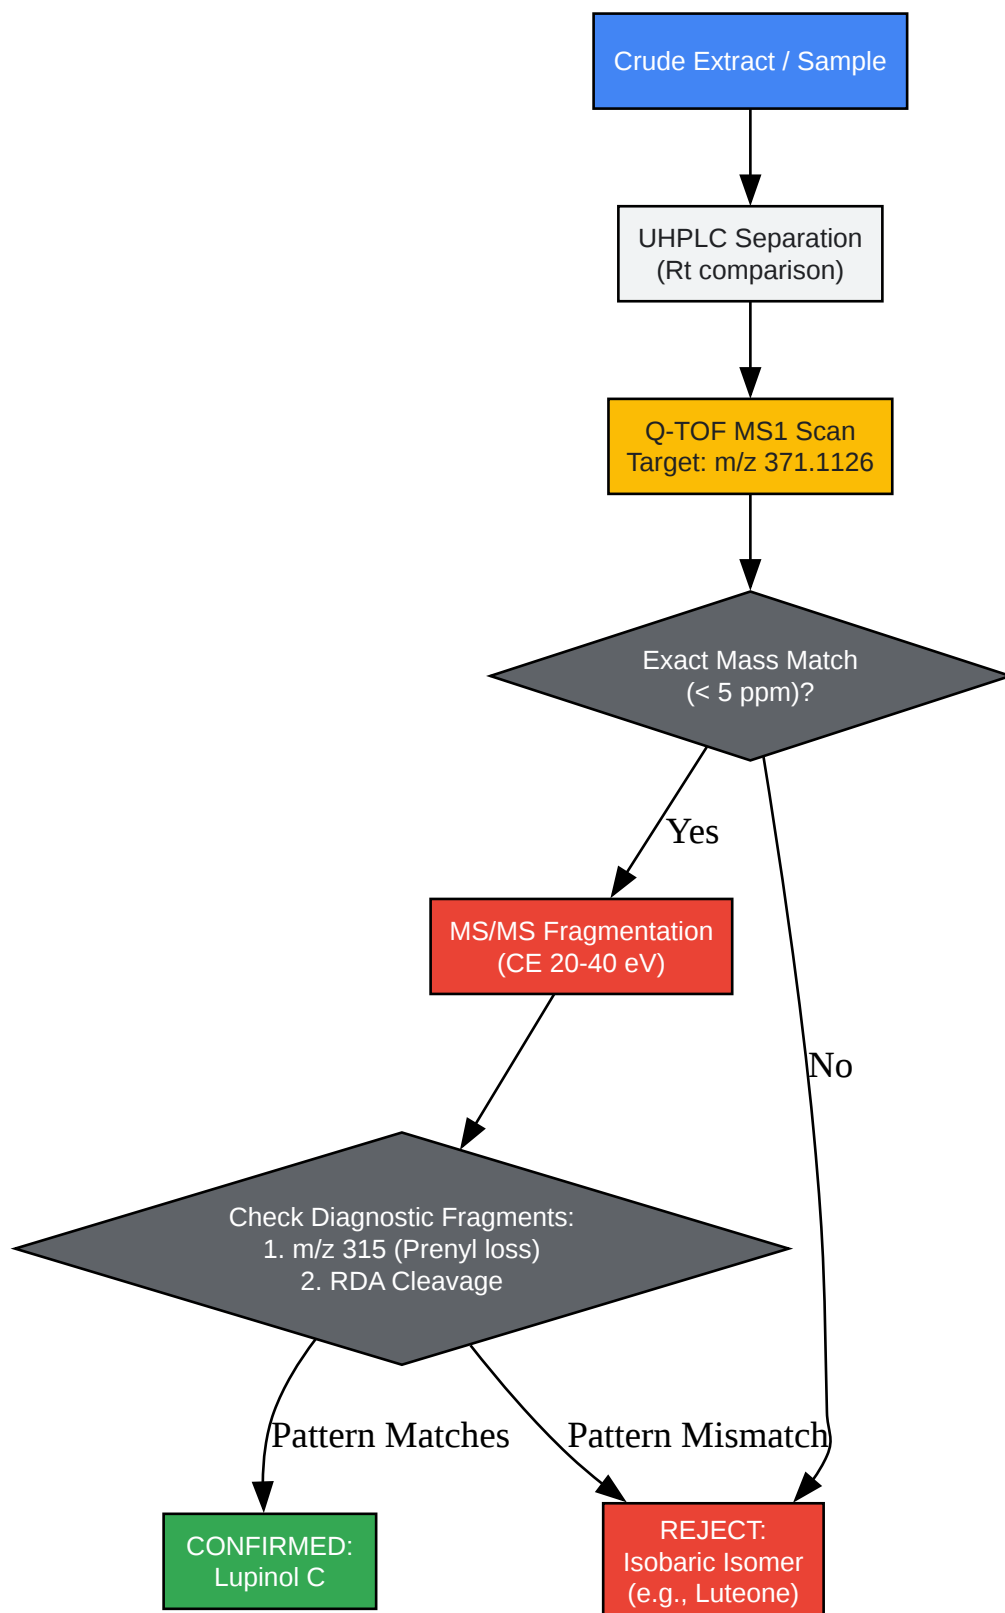 Crude Extract / Sample
UHPLC Separation
(Rt comparison)
Q-TOF MS1 Scan
Target: m/z 371.1126
Exact Mass Match
(< 5 ppm)?
Yes
MS/MS Fragmentation
(CE 20-40 eV)
No
Check Diagnostic Fragments:
1. m/z 315 (Prenyl loss)
2. RDA Cleavage
Pattern Matches
Pattern Mismatch
CONFIRMED:
Lupinol C
REJECT:
Isobaric Isomer
(e.g., Luteone)